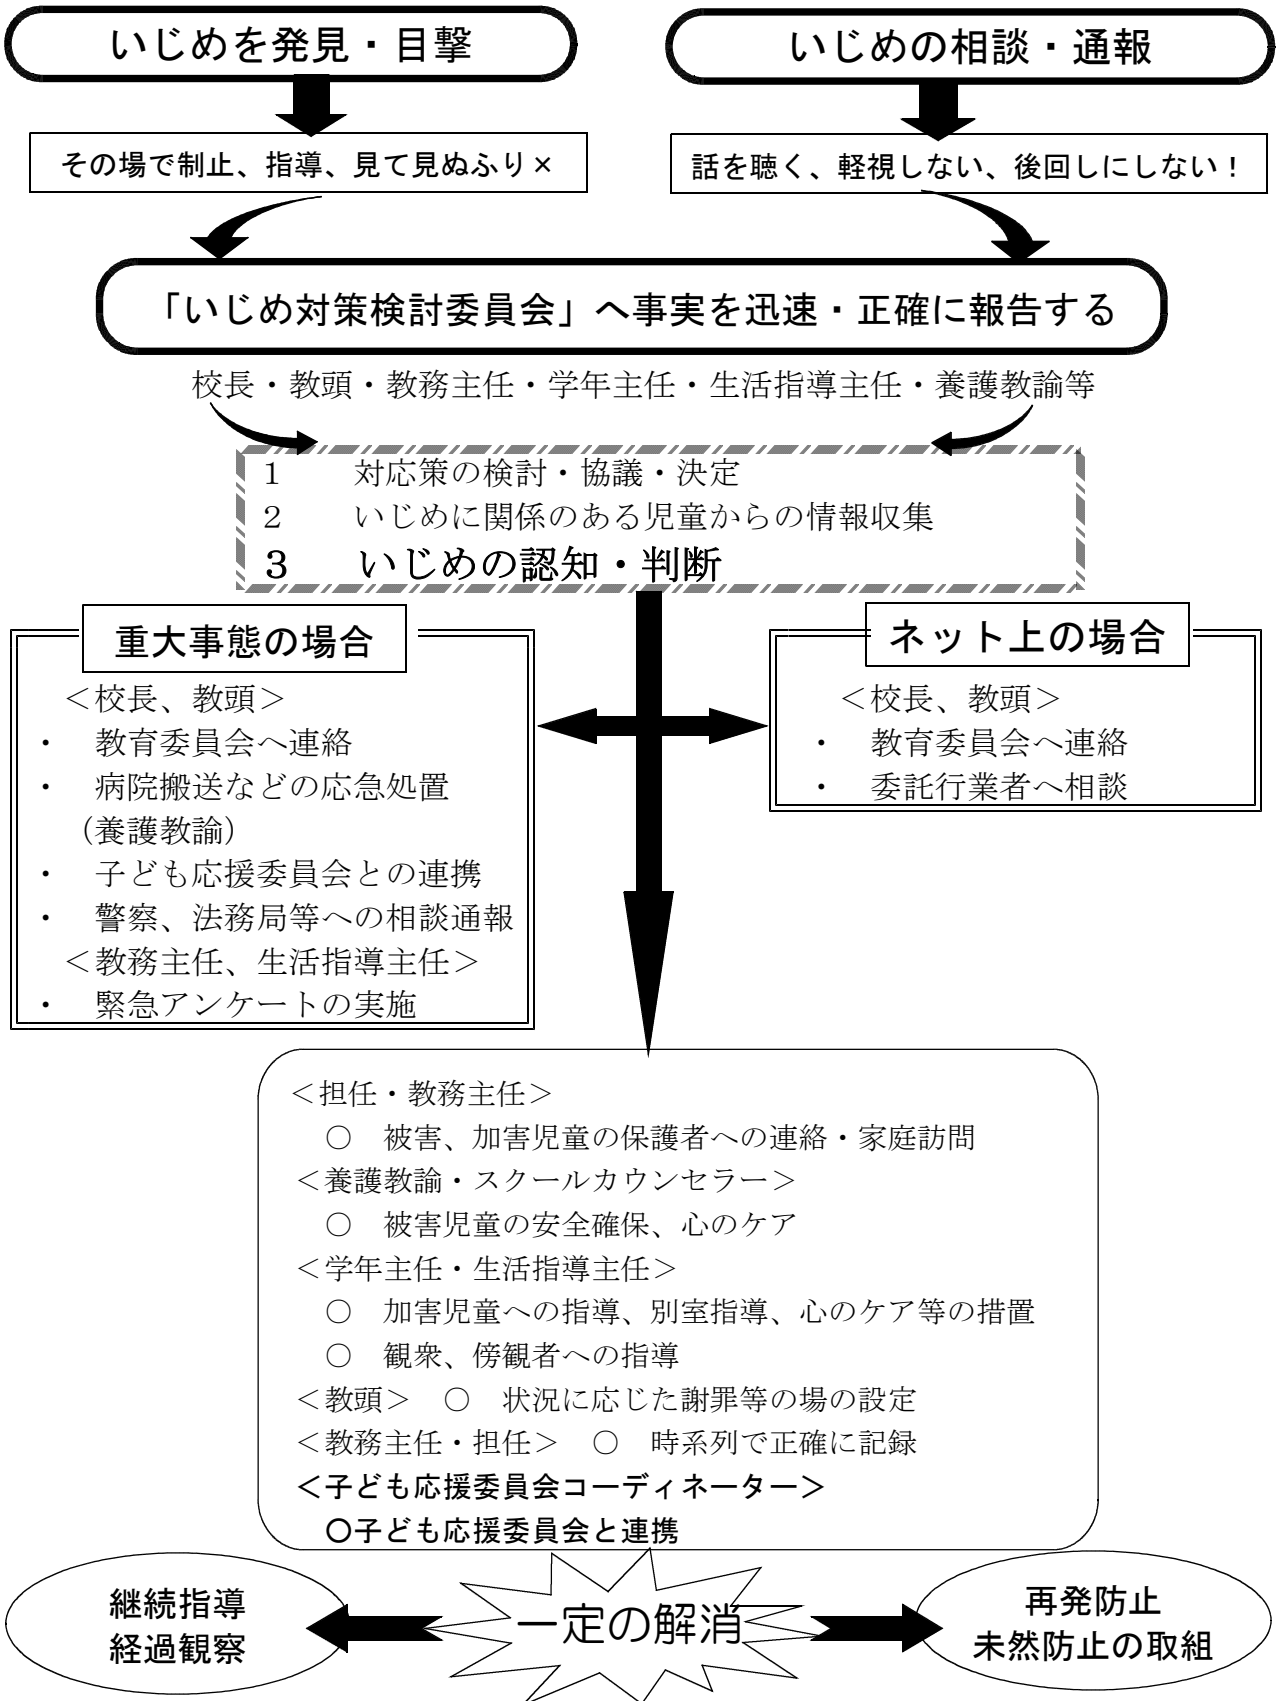 いじめを発見・目撃
いじめの相談・通報
その場で制止、指導、見て見ぬふり×
話を聴く、軽視しない、後回しにしない！
「いじめ対策検討委員会」へ事実を迅速・正確に報告する
校長・教頭・教務主任・学年主任・生活指導主任・養護教諭等
１　対応策の検討・協議・決定
２　いじめに関係のある児童からの情報収集
３　いじめの認知・判断
重大事態の場合
＜校長、教頭＞
・　教育委員会へ連絡
・　病院搬送などの応急処置
（養護教諭）
・　子ども応援委員会との連携
・　警察、法務局等への相談通報
＜教務主任、生活指導主任＞
・　緊急アンケートの実施
ネット上の場合
＜校長、教頭＞
・　教育委員会へ連絡
・　委託行業者へ相談
＜担任・教務主任＞
○　被害、加害児童の保護者への連絡・家庭訪問
＜養護教諭・スクールカウンセラー＞
○　被害児童の安全確保、心のケア
＜学年主任・生活指導主任＞
○　加害児童への指導、別室指導、心のケア等の措置
○　観衆、傍観者への指導
＜教頭＞　○　状況に応じた謝罪等の場の設定
＜教務主任・担任＞　○　時系列で正確に記録
＜子ども応援委員会コーディネーター＞
○子ども応援委員会と連携
継続指導
経過観察
一定の解消
再発防止
未然防止の取組